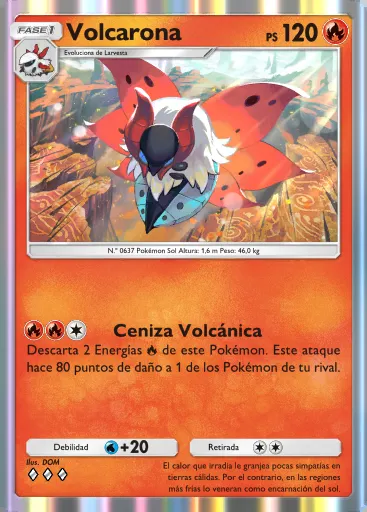 FASE 1
Volcarona
PS 120
Evoluciona de Larvesta
N.º 0637 Pokémon Sol Altura: 1,6 m Peso: 46,0 kg
Ceniza Volcánica
Descarta 2 Energías de este Pokémon. Este ataque
hace 80 puntos de daño a 1 de los Pokémon de tu rival.
Debilidad +20
Retirada
Ilus. DOM
El calor que irradia le granjea pocas simpatías en
tierras cálidas. Por el contrario, en las regiones
más frías lo veneran como encarnación del sol.